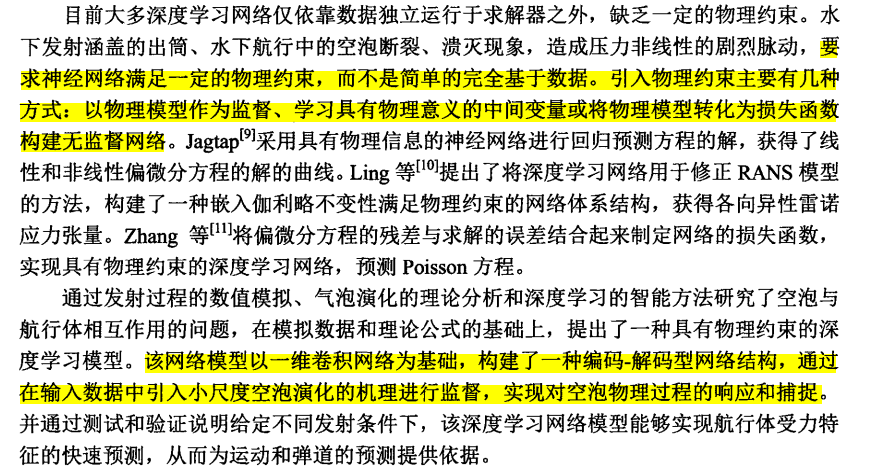 目前大多深度学习网络仅依靠数据独立运行于求解器之外，缺乏一定的物理约束。水
下发射涵盖的出筒、水下航行中的空泡断裂、溃灭现象，造成压力非线性的剧烈脉动，要
求神经网络满足一定的物理约束，而不是简单的完全基于数据。引入物理约束主要有几种
方式：以物理模型作为监督、学习具有物理意义的中间变量或将物理模型转化为损失函数
构建无监督网络。Jagtap[9]采用具有物理信息的神经网络进行回归预测方程的解，获得了线
性和非线性偏微分方程的解的曲线。Ling 等[10]提出了将深度学习网络用于修正 RANS 模型
的方法，构建了一种嵌入伽利略不变性满足物理约束的网络体系结构，获得各向异性雷诺
应力张量。Zhang 等[11]将偏微分方程的残差与求解的误差结合起来制定网络的损失函数，
实现具有物理约束的深度学习网络，预测 Poisson 方程。
通过发射过程的数值模拟、气泡演化的理论分析和深度学习的智能方法研究了空泡与
航行体相互作用的问题，在模拟数据和理论公式的基础上，提出了一种具有物理约束的深
度学习模型。该网络模型以一维卷积网络为基础，构建了一种编码-解码型网络结构，通过
在输入数据中引入小尺度空泡演化的机理进行监督，实现对空泡物理过程的响应和捕捉。
并通过测试和验证说明给定不同发射条件下，该深度学习网络模型能够实现航行体受力特
征的快速预测，从而为运动和弹道的预测提供依据。